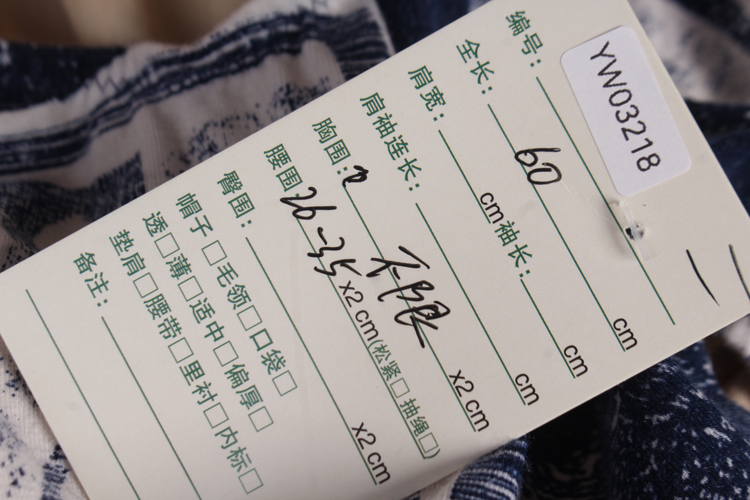 编号: YW03218
全长: 60 cm
肩宽: cm 袖长: cm
肩袖连长: cm
胸围: 不限 x2 cm
腰围: 26-35 x2 cm (松紧□ 抽绳□)
臀围: x2 cm
帽子□ 毛领□ 口袋□
透□ 薄□ 适中□ 偏厚□
垫肩□ 腰带□ 里衬□ 内标□
备注: